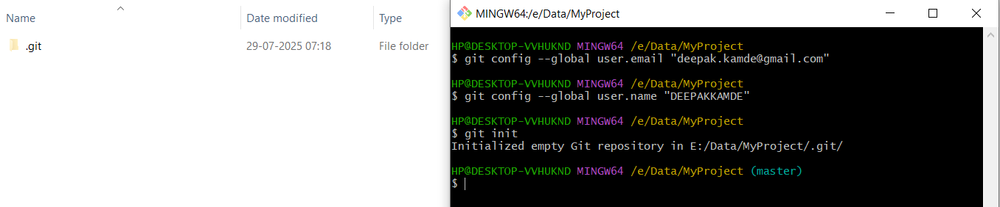 Name Date modified Type
.git 29-07-2025 07:18 File folder
MINGW64:/e/Data/MyProject
HP@DESKTOP-VVHUKND MINGW64 /e/Data/MyProject
$ git config --global user.email "deepak.kamde@gmail.com"
HP@DESKTOP-VVHUKND MINGW64 /e/Data/MyProject
$ git config --global user.name "DEEPAKKAMDE"
HP@DESKTOP-VVHUKND MINGW64 /e/Data/MyProject
$ git init
Initialized empty Git repository in E:/Data/MyProject/.git/
HP@DESKTOP-VVHUKND MINGW64 /e/Data/MyProject (master)
$